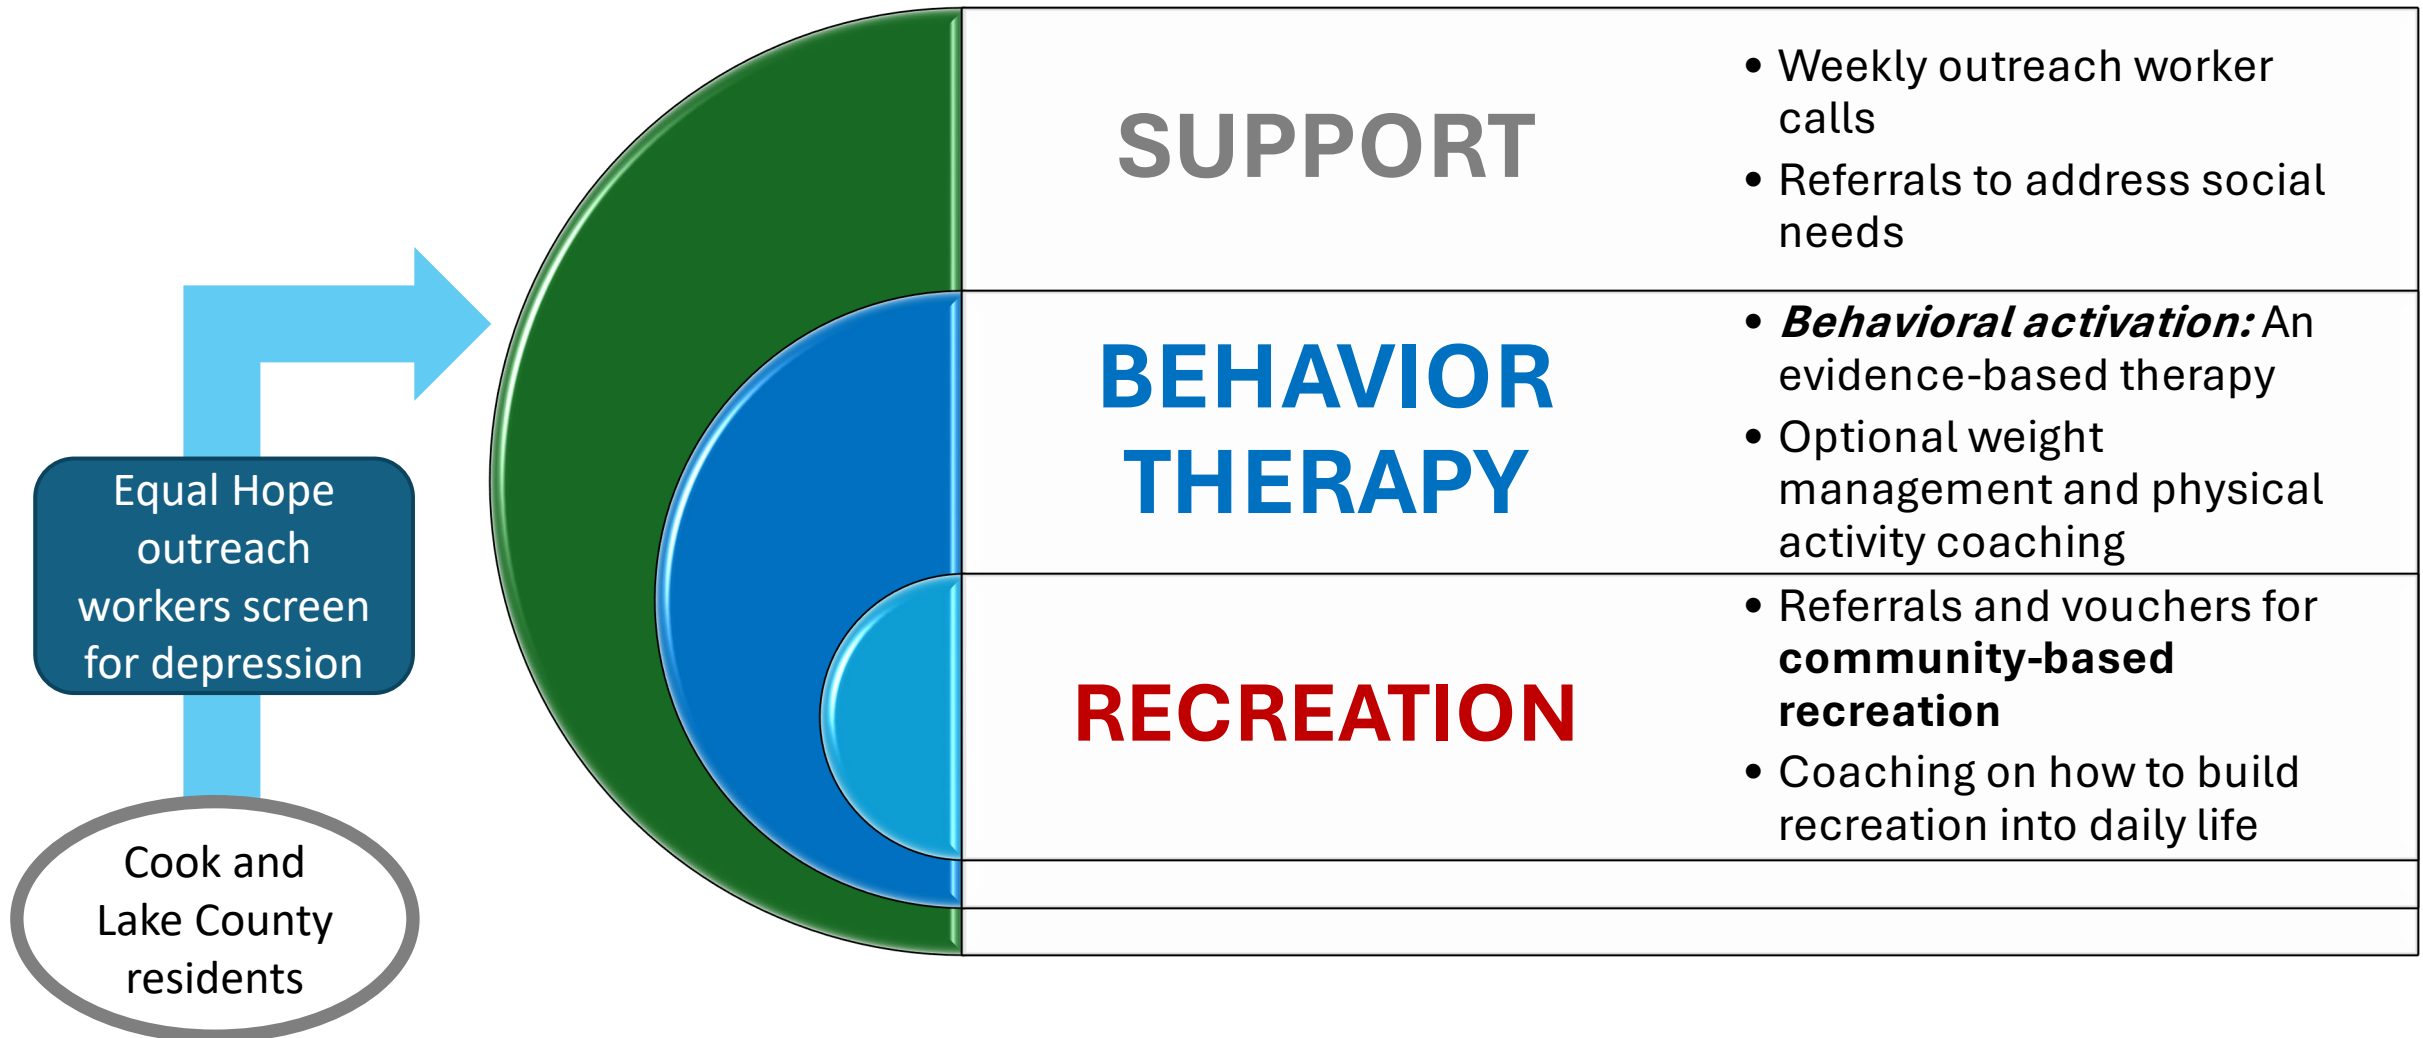 SUPPORT
• Weekly outreach worker
calls
• Referrals to address social
needs
BEHAVIOR
THERAPY
• Behavioral activation: An
evidence-based therapy
• Optional weight
management and physical
activity coaching
RECREATION
• Referrals and vouchers for
community-based
recreation
• Coaching on how to build
recreation into daily life
Equal Hope
outreach
workers screen
for depression
Cook and
Lake County
residents